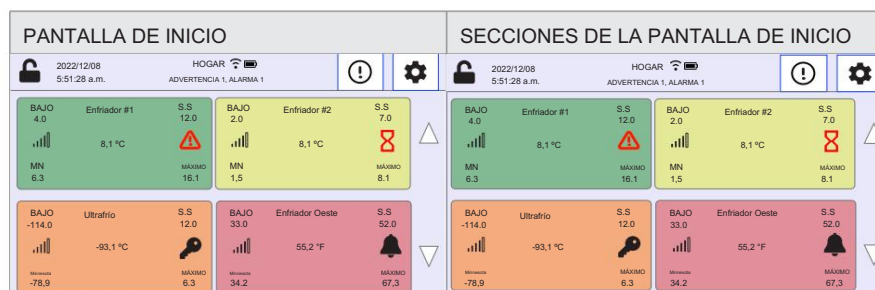 PANTALLA DE INICIO
2022/12/08
5:51:28 a.m.
HOGAR
ADVERTENCIA 1, ALARMA 1
BAJO
4.0
Enfriador #1
S.S
12.0
8,1 ºC
MN
6.3
MÁXIMO
16.1
BAJO
2.0
Enfriador #2
S.S
7.0
8,1 ºC
MN
1,5
MÁXIMO
8.1
BAJO
-114.0
Ultrafrío
S.S
12.0
-93,1 ºC
Minnesota
-78,9
MÁXIMO
6.3
BAJO
33.0
Enfriador Oeste
S.S
52.0
55,2 °F
Minnesota
34.2
MÁXIMO
67,3
SECCIONES DE LA PANTALLA DE INICIO
2022/12/08
5:51:28 a.m.
HOGAR
ADVERTENCIA 1, ALARMA 1
BAJO
4.0
Enfriador #1
S.S
12.0
8,1 ºC
MN
6.3
MÁXIMO
16.1
BAJO
2.0
Enfriador #2
S.S
7.0
8,1 ºC
MN
1,5
MÁXIMO
8.1
BAJO
-114.0
Ultrafrío
S.S
12.0
-93,1 ºC
Minnesota
-78,9
MÁXIMO
6.3
BAJO
33.0
Enfriador Oeste
S.S
52.0
55,2 °F
Minnesota
34.2
MÁXIMO
67,3